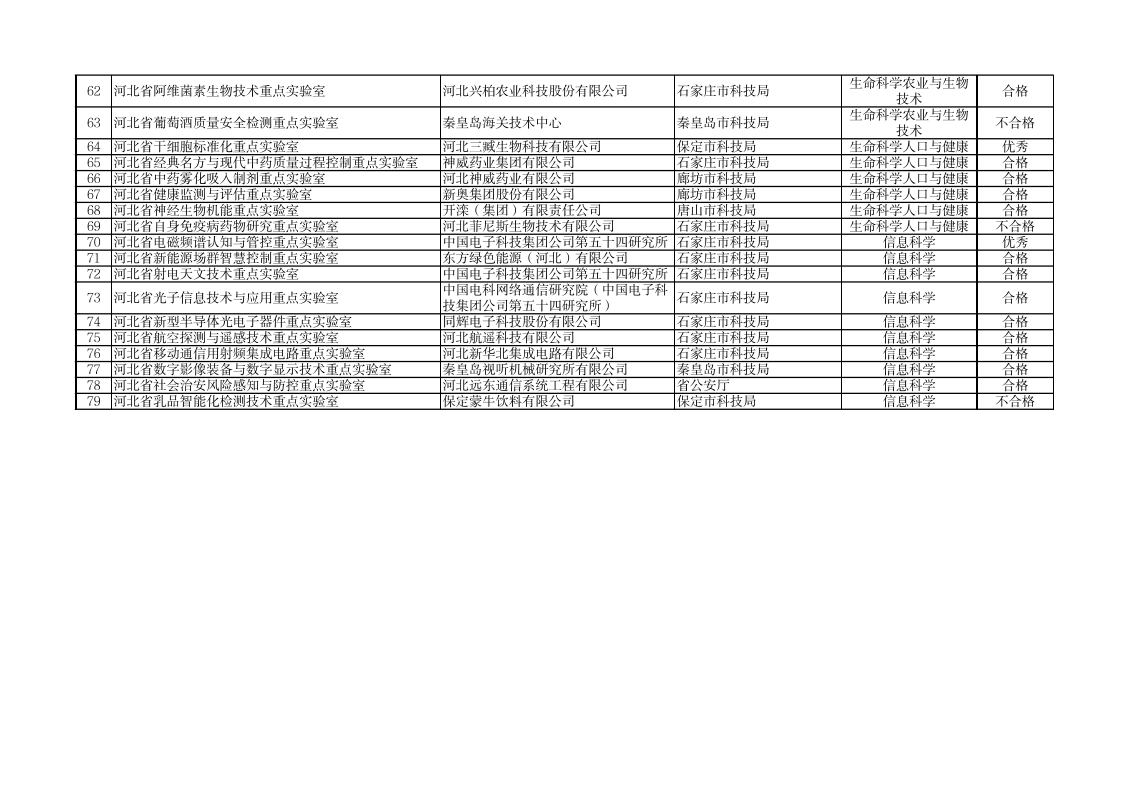 62 河北省阿维菌素生物技术重点实验室 河北兴柏农业科技股份有限公司 石家庄市科技局 生命科学农业与生物技术 合格
63 河北省葡萄酒质量安全检测重点实验室 秦皇岛海关技术中心 秦皇岛市科技局 生命科学农业与生物技术 不合格
64 河北省干细胞标准化重点实验室 河北三臧生物科技有限公司 保定市科技局 生命科学人口与健康 优秀
65 河北省经典名方与现代中药质量过程控制重点实验室 神威药业集团有限公司 石家庄市科技局 生命科学人口与健康 合格
66 河北省中药雾化吸入制剂重点实验室 河北神威药业有限公司 廊坊市科技局 生命科学人口与健康 合格
67 河北省健康监测与评估重点实验室 新奥集团股份有限公司 廊坊市科技局 生命科学人口与健康 合格
68 河北省神经生物机能重点实验室 开滦（集团）有限责任公司 唐山市科技局 生命科学人口与健康 合格
69 河北省自身免疫病药物研究重点实验室 河北菲尼斯生物技术有限公司 石家庄市科技局 生命科学人口与健康 不合格
70 河北省电磁频谱认知与管控重点实验室 中国电子科技集团公司第五十四研究所 石家庄市科技局 信息科学 优秀
71 河北省新能源场群智慧控制重点实验室 东方绿色能源（河北）有限公司 石家庄市科技局 信息科学 合格
72 河北省射电天文技术重点实验室 中国电子科技集团公司第五十四研究所 石家庄市科技局 信息科学 合格
73 河北省光子信息技术与应用重点实验室 中国电科网络通信研究院（中国电子科技集团公司第五十四研究所） 石家庄市科技局 信息科学 合格
74 河北省新型半导体光电子器件重点实验室 同辉电子科技股份有限公司 石家庄市科技局 信息科学 合格
75 河北省航空探测与遥感技术重点实验室 河北航遥科技有限公司 石家庄市科技局 信息科学 合格
76 河北省移动通信用射频集成电路重点实验室 河北新华北集成电路有限公司 石家庄市科技局 信息科学 合格
77 河北省数字影像装备与数字显示技术重点实验室 秦皇岛视听机械研究所有限公司 秦皇岛市科技局 信息科学 合格
78 河北省社会治安风险感知与防控重点实验室 河北远东通信系统工程有限公司 省公安厅 信息科学 合格
79 河北省乳品智能化检测技术重点实验室 保定蒙牛饮料有限公司 保定市科技局 信息科学 不合格